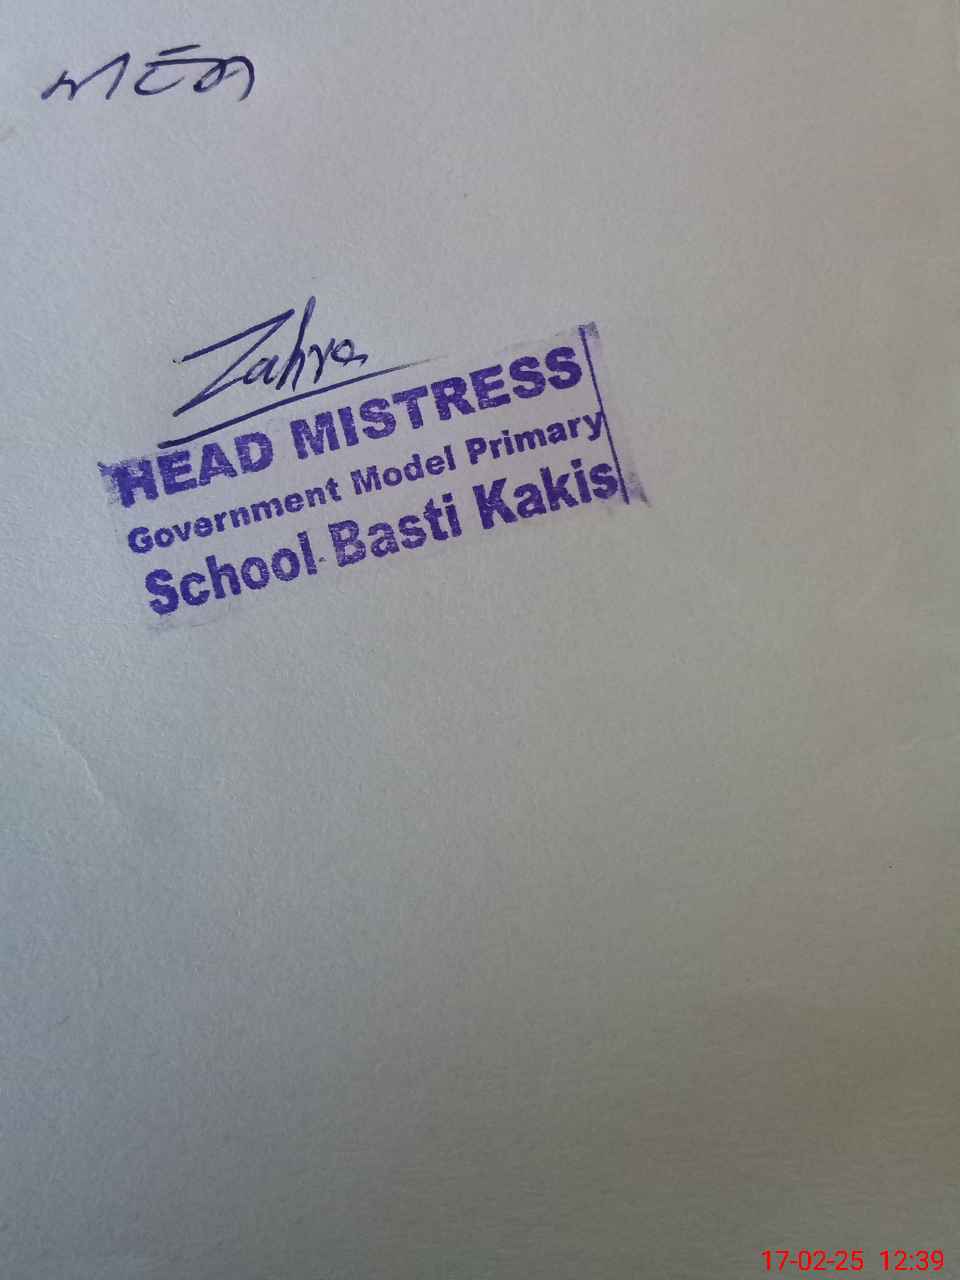 Zahra
HEAD MISTRESS
Government Model Primary
School Basti Kakis
17-02-25 12:39